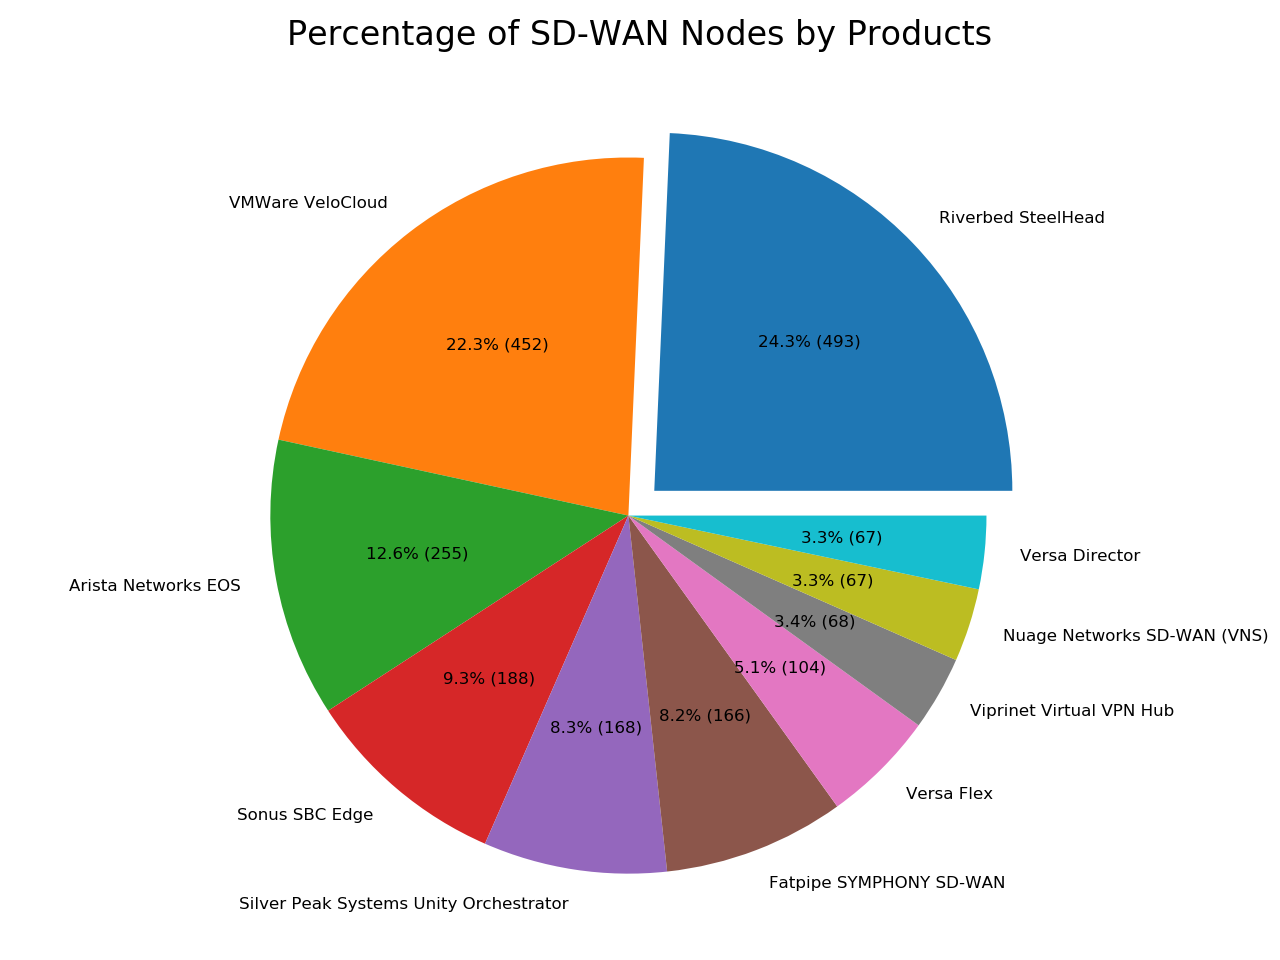 Percentage of SD-WAN Nodes by Products
VMWare VeloCloud
Riverbed SteelHead
22.3% (452)
24.3% (493)
12.6% (255)
3.3% (67)
Versa Director
3.3% (67)
Arista Networks EOS
3.4% (68)
Nuage Networks SD-WAN (VNS)
5.1% (104)
9.3% (188)
Viprinet Virtual VPN Hub
8.3% (168)
8.2% (166)
Versa Flex
Sonus SBC Edge
Fatpipe SYMPHONY SD-WAN
Silver Peak Systems Unity Orchestrator